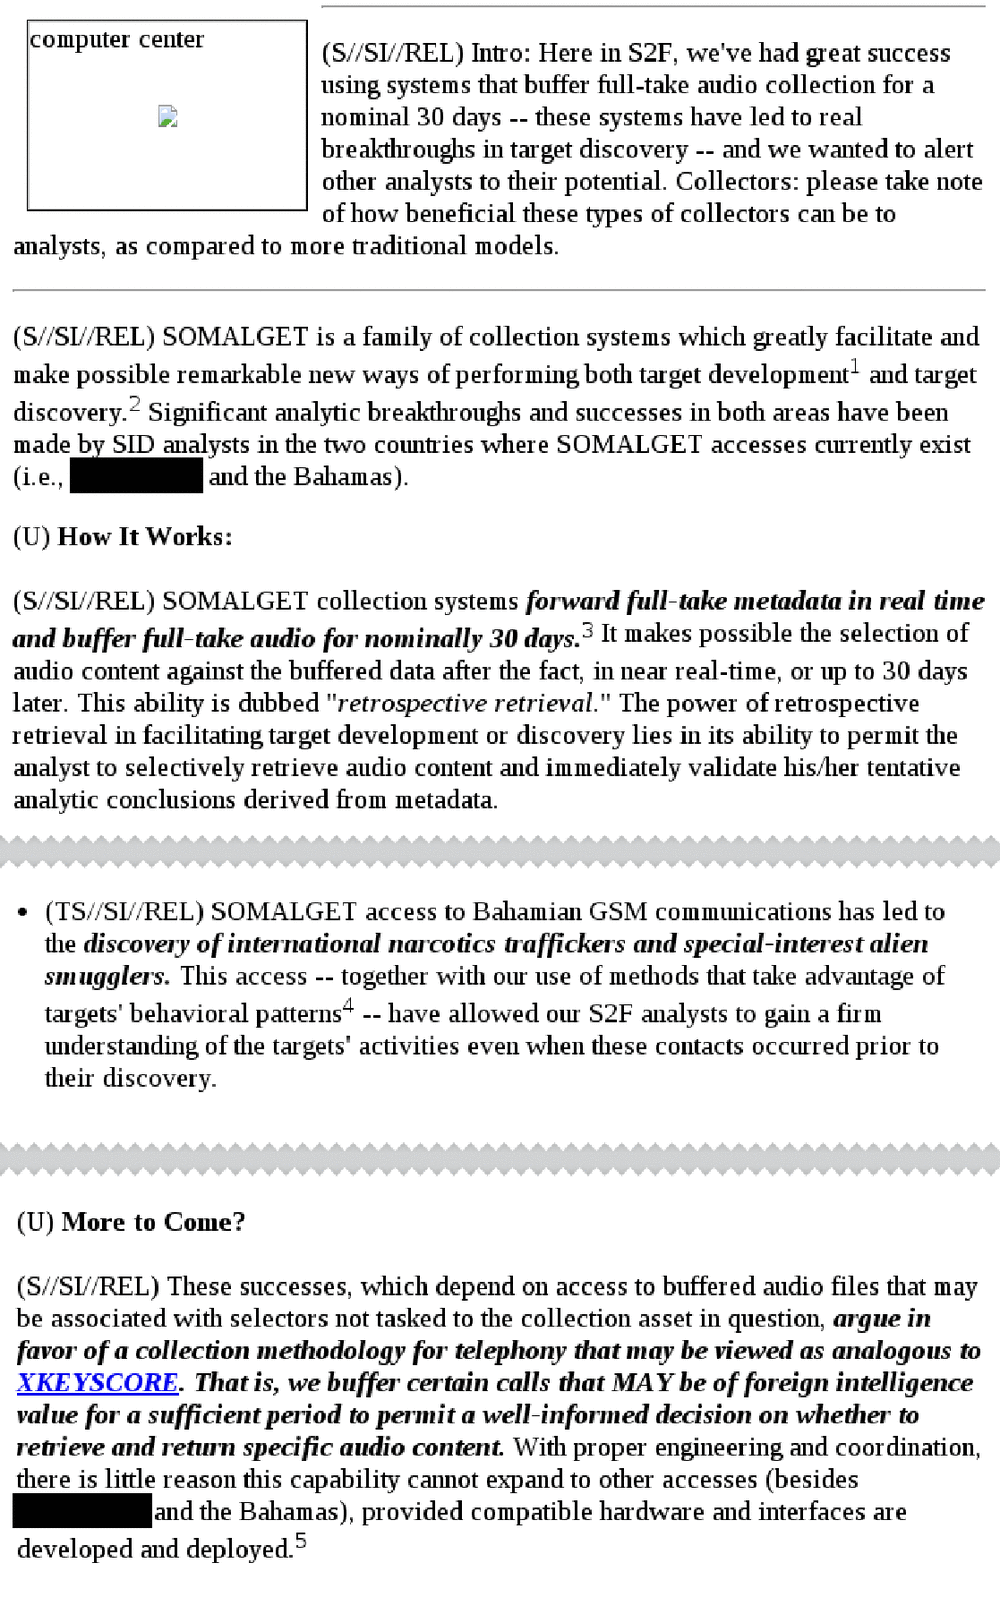 computer center
(S//SI//REL) Intro: Here in S2F, we've had great success
using systems that buffer full-take audio collection for a
nominal 30 days -- these systems have led to real
breakthroughs in target discovery -- and we wanted to alert
other analysts to their potential. Collectors: please take note
of how beneficial these types of collectors can be to
analysts, as compared to more traditional models.
(S//SI//REL) SOMALGET is a family of collection systems which greatly facilitate and
make possible remarkable new ways of performing both target development1 and target
discovery.2 Significant analytic breakthroughs and successes in both areas have been
made by SID analysts in the two countries where SOMALGET accesses currently exist
(i.e., and the Bahamas).
(U) How It Works:
(S//SI//REL) SOMALGET collection systems forward full-take metadata in real time
and buffer full-take audio for nominally 30 days.3 It makes possible the selection of
audio content against the buffered data after the fact, in near real-time, or up to 30 days
later. This ability is dubbed "retrospective retrieval." The power of retrospective
retrieval in facilitating target development or discovery lies in its ability to permit the
analyst to selectively retrieve audio content and immediately validate his/her tentative
analytic conclusions derived from metadata.
• (TS//SI//REL) SOMALGET access to Bahamian GSM communications has led to
the discovery of international narcotics traffickers and special-interest alien
smugglers. This access -- together with our use of methods that take advantage of
targets' behavioral patterns4 -- have allowed our S2F analysts to gain a firm
understanding of the targets' activities even when these contacts occurred prior to
their discovery.
(U) More to Come?
(S//SI//REL) These successes, which depend on access to buffered audio files that may
be associated with selectors not tasked to the collection asset in question, argue in
favor of a collection methodology for telephony that may be viewed as analogous to
XKEYSCORE. That is, we buffer certain calls that MAY be of foreign intelligence
value for a sufficient period to permit a well-informed decision on whether to
retrieve and return specific audio content. With proper engineering and coordination,
there is little reason this capability cannot expand to other accesses (besides
and the Bahamas), provided compatible hardware and interfaces are
developed and deployed.5